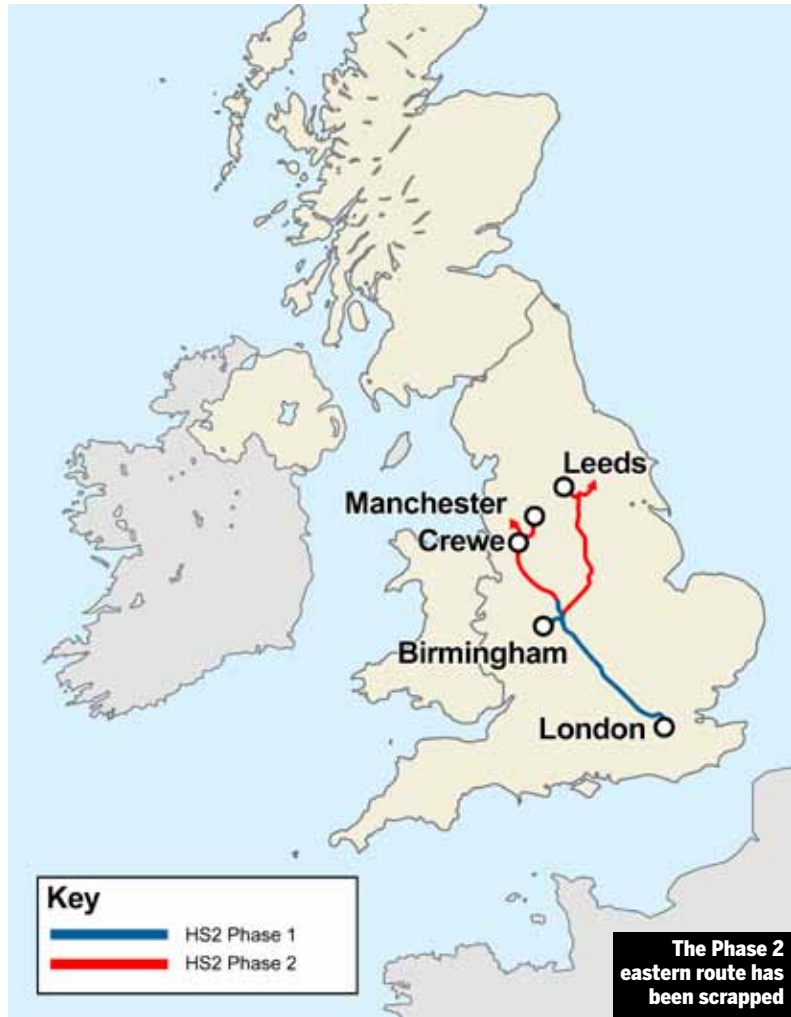 Leeds
Manchester
Crewe
Birmingham
London
Key
HS2 Phase 1
HS2 Phase 2
The Phase 2
eastern route has
been scrapped